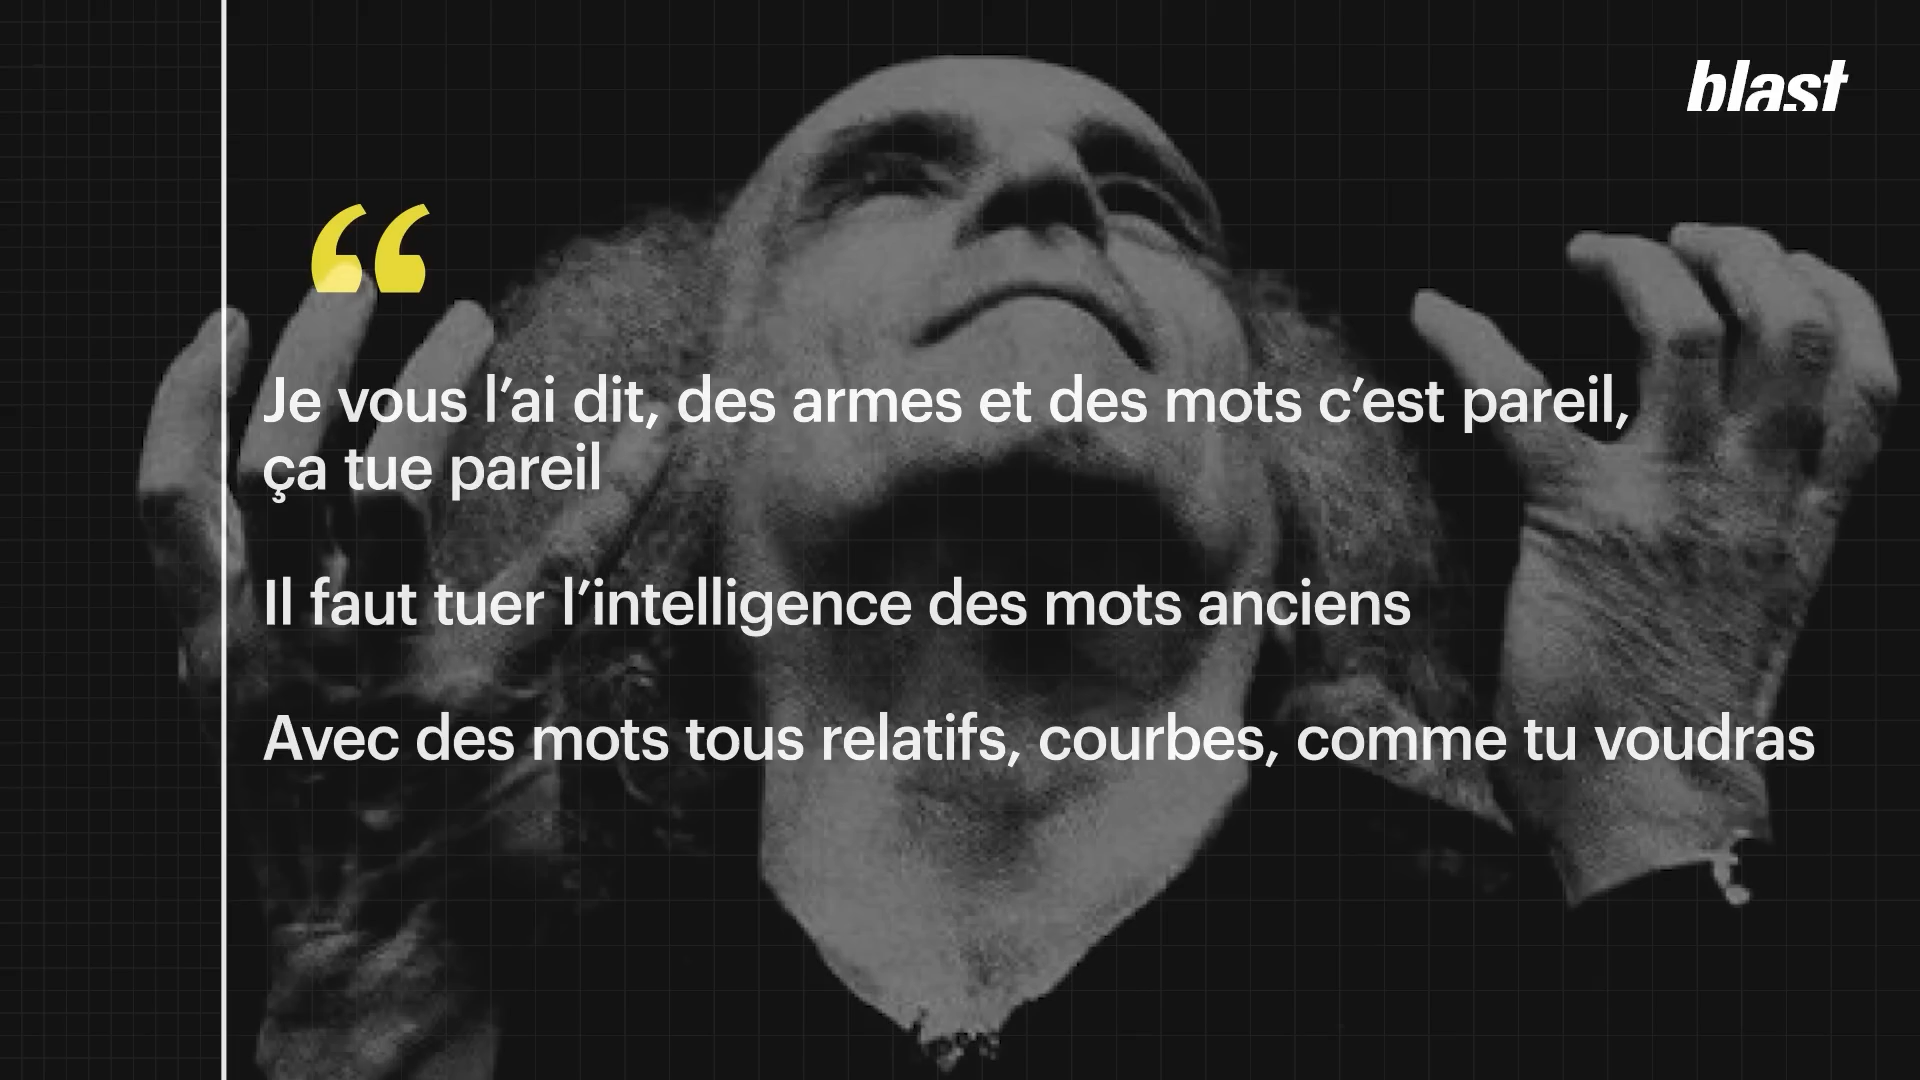 blast
“
Je vous l’ai dit, des armes et des mots c’est pareil,
ça tue pareil
Il faut tuer l’intelligence des mots anciens
Avec des mots tous relatifs, courbes, comme tu voudras